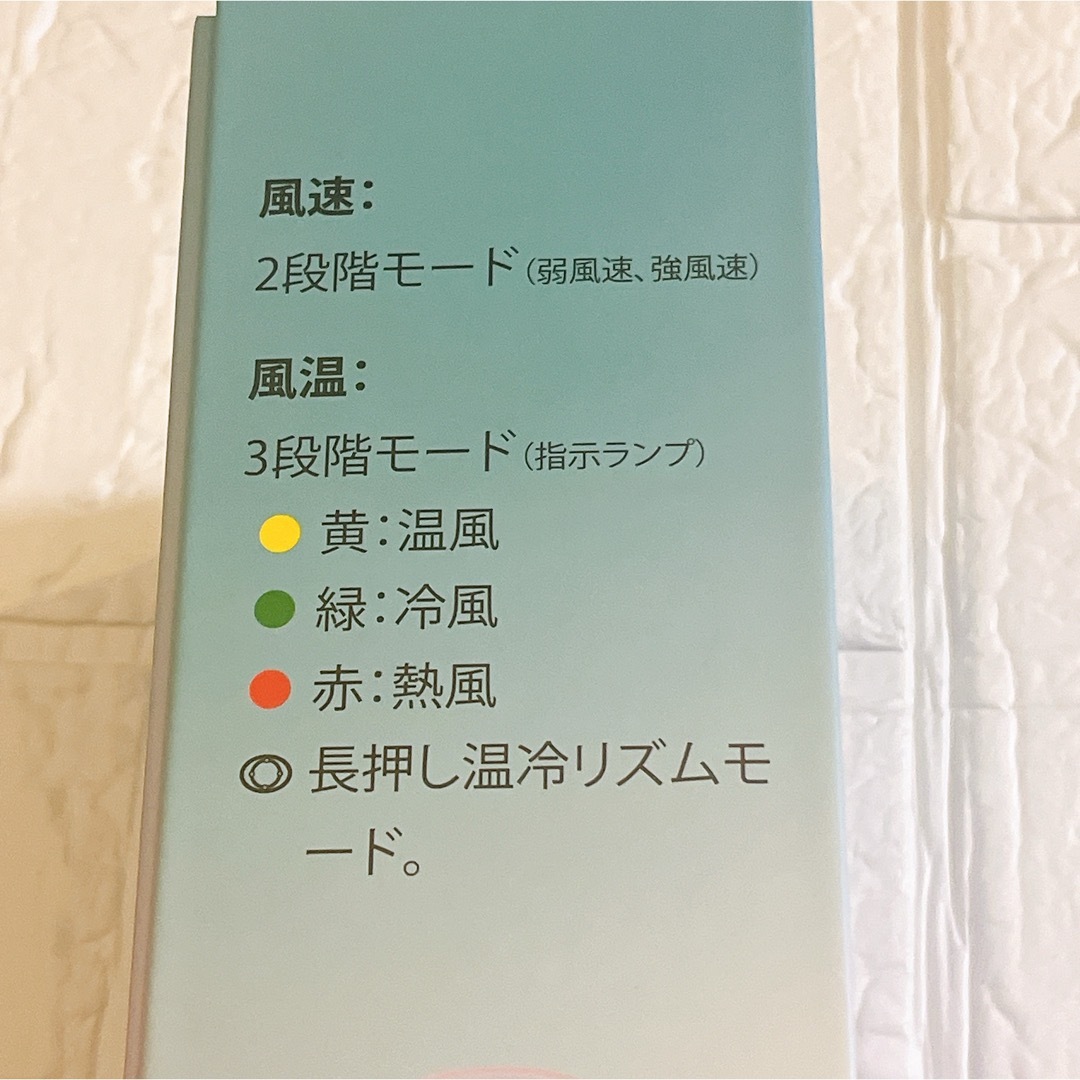 風速：
2段階モード（弱風速、強風速）
風温：
3段階モード（指示ランプ）
黄：温風
緑：冷風
赤：熱風
長押し温冷リズムモ
ード。